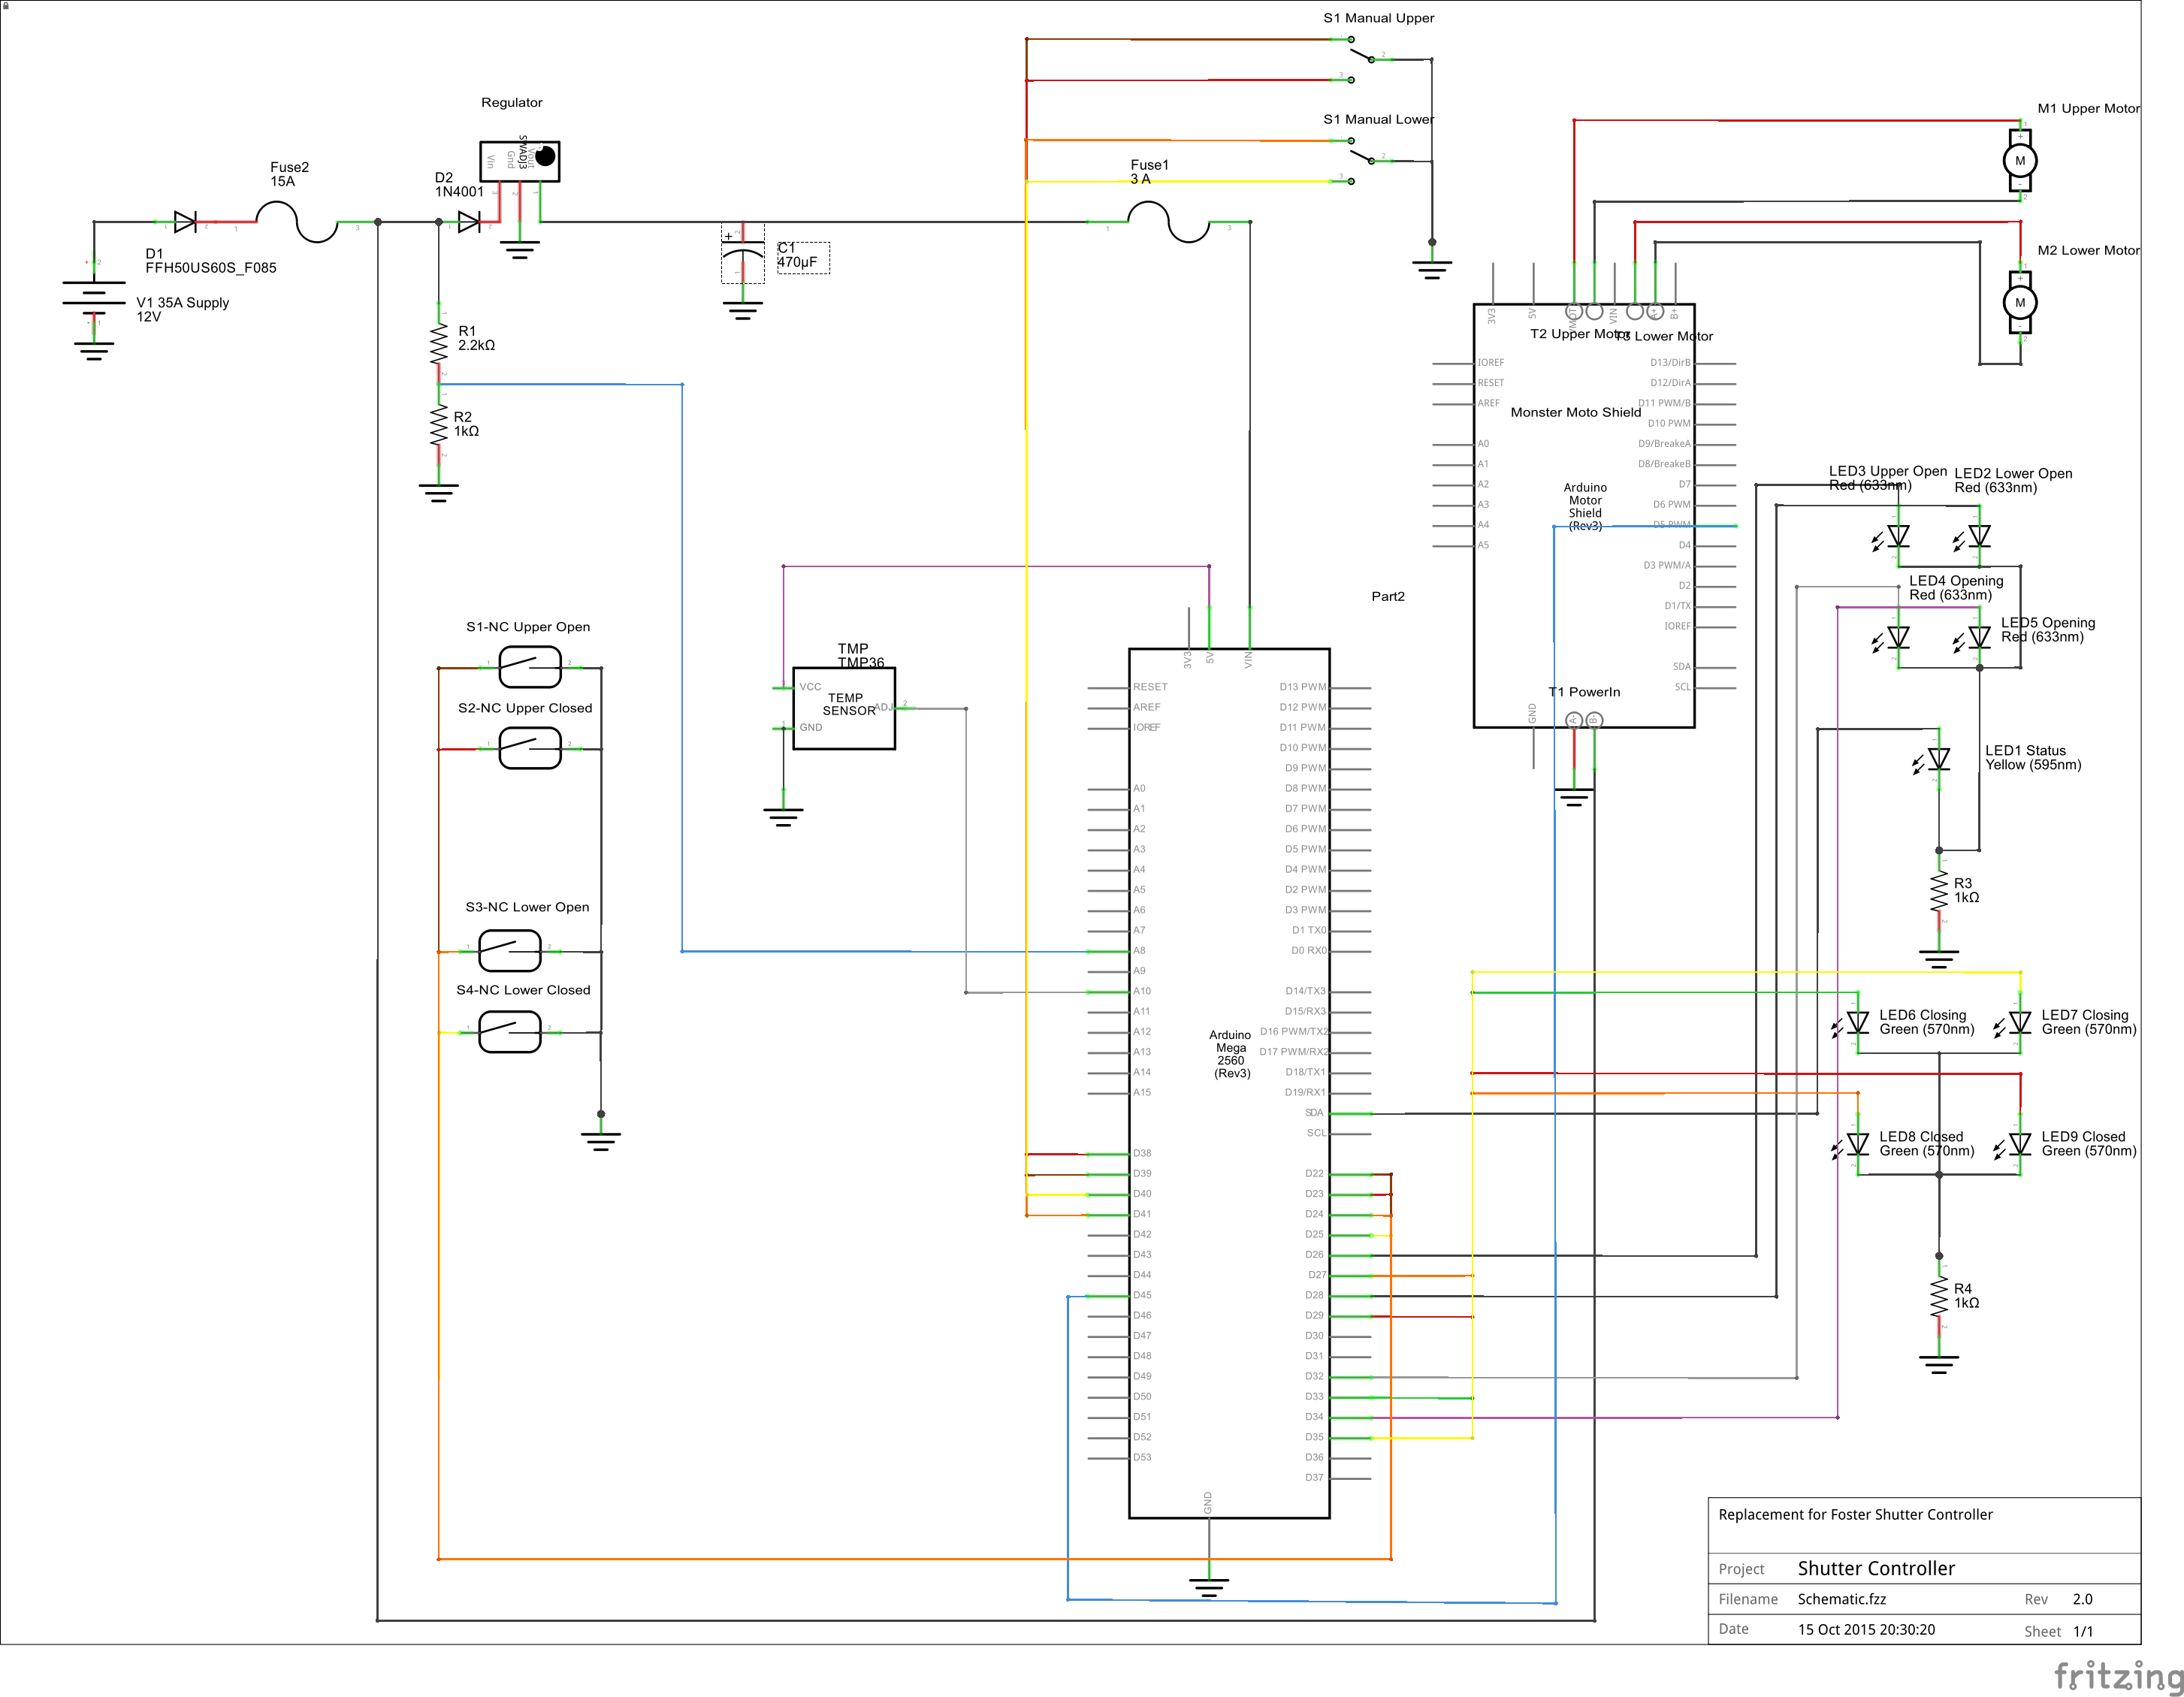 S1 Manual Upper
S1 Manual Lower
Regulator
SWADJ3
Vin
Gnd
Vout
Fuse2
15A
D2
1N4001
Fuse1
3 A
D1
FFH50US60S_F085
V1 35A Supply
12V
C1
470µF
R1
2.2kΩ
R2
1kΩ
M1 Upper Motor
M
M2 Lower Motor
M
3V3
5V
VMOT
VIN
A+
B+
T2 Upper Motor
T3 Lower Motor
IOREF
RESET
AREF
A0
A1
A2
A3
A4
A5
Monster Moto Shield
Arduino
Motor
Shield
(Rev3)
D13/DirB
D12/DirA
D11 PWM/B
D10 PWM
D9/BreakeA
D8/BreakeB
D7
D6 PWM
D5 PWM
D4
D3 PWM/A
D2
D1/TX
IOREF
SDA
SCL
T1 PowerIn
GND
A-
B-
Part2
LED3 Upper Open
Red (633nm)
LED2 Lower Open
Red (633nm)
LED4 Opening
Red (633nm)
LED5 Opening
Red (633nm)
LED1 Status
Yellow (595nm)
R3
1kΩ
LED6 Closing
Green (570nm)
LED7 Closing
Green (570nm)
LED8 Closed
Green (570nm)
LED9 Closed
Green (570nm)
R4
1kΩ
S1-NC Upper Open
S2-NC Upper Closed
S3-NC Lower Open
S4-NC Lower Closed
TMP
TMP36
VCC
TEMP
SENSOR
ADJ
GND
3V3
5V
VIN
RESET
AREF
IOREF
A0
A1
A2
A3
A4
A5
A6
A7
A8
A9
A10
A11
A12
A13
A14
A15
D38
D39
D40
D41
D42
D43
D44
D45
D46
D47
D48
D49
D50
D51
D52
D53
Arduino
Mega
2560
(Rev3)
D13 PWM
D12 PWM
D11 PWM
D10 PWM
D9 PWM
D8 PWM
D7 PWM
D6 PWM
D5 PWM
D4 PWM
D2 PWM
D3 PWM
D1 TX0
D0 RX0
D14/TX3
D15/RX3
D16 PWM/TX2
D17 PWM/RX2
D18/TX1
D19/RX1
SDA
SCL
D22
D23
D24
D25
D26
D27
D28
D29
D30
D31
D32
D33
D34
D35
D36
D37
GND
Replacement for Foster Shutter Controller
Project Shutter Controller
Filename Schematic.fzz Rev 2.0
Date 15 Oct 2015 20:30:20 Sheet 1/1
fritzing